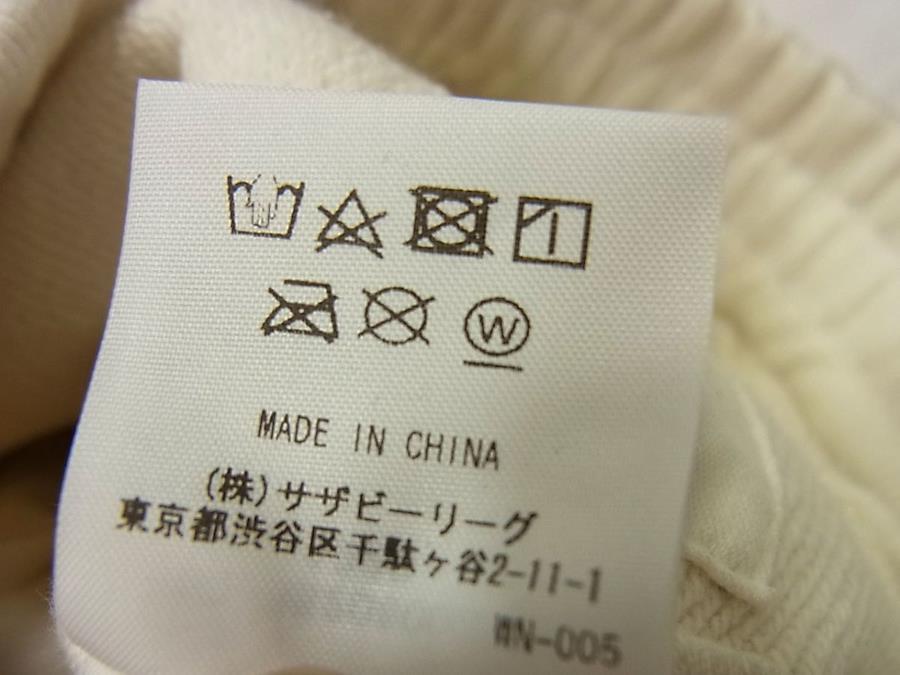 W
MADE IN CHINA
(株)サザビーリーグ
東京都渋谷区千駄ヶ谷2-11-1
WN-005